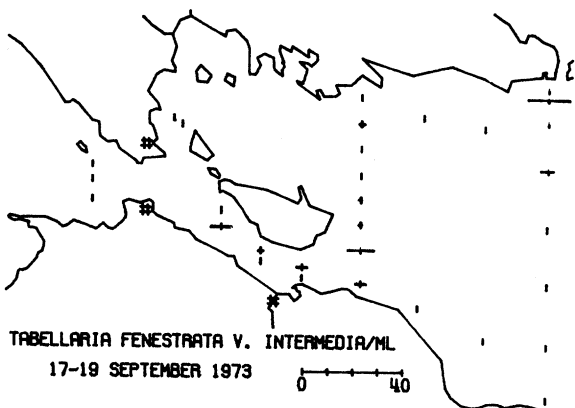 TABELLARIA FENESTRATA V. INTERMEDIA/ML
17-19 SEPTEMBER 1973
0 40